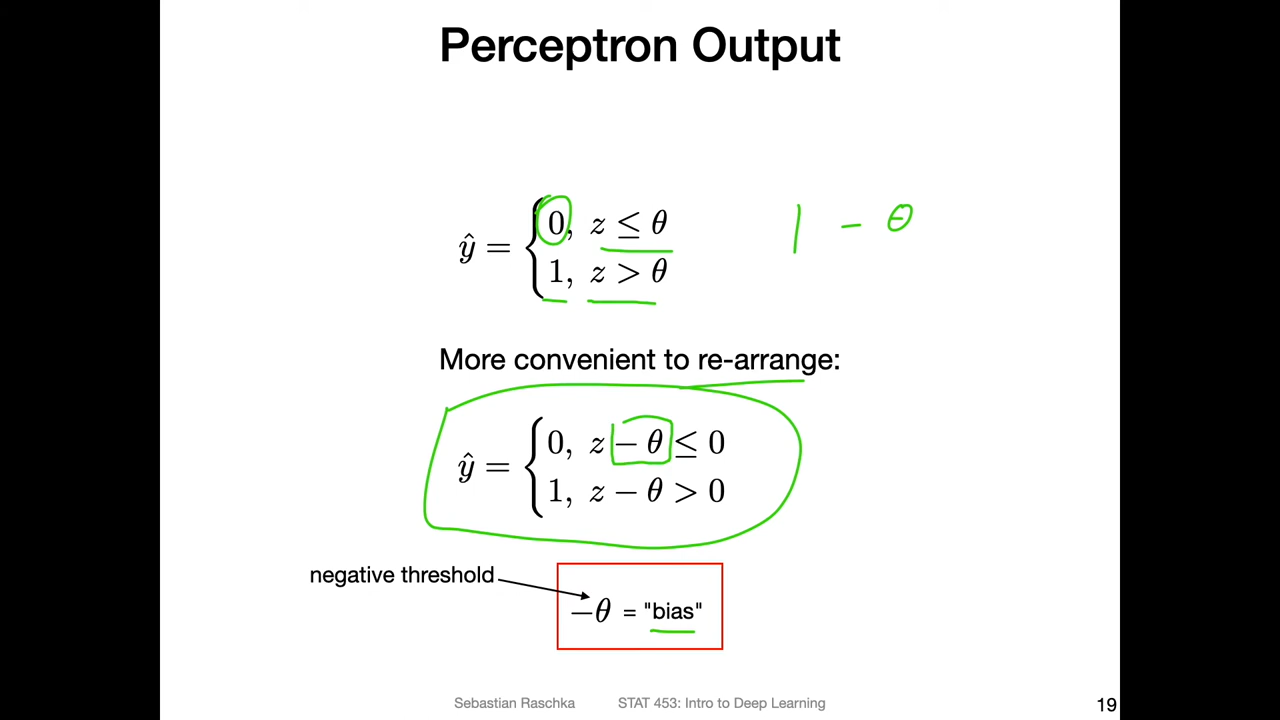 Perceptron Output
ŷ = { 0, z ≤ θ
1, z > θ
| − θ
More convenient to re-arrange:
ŷ = { 0, z − θ ≤ 0
1, z − θ > 0
negative threshold
−θ = "bias"
Sebastian Raschka STAT 453: Intro to Deep Learning 19